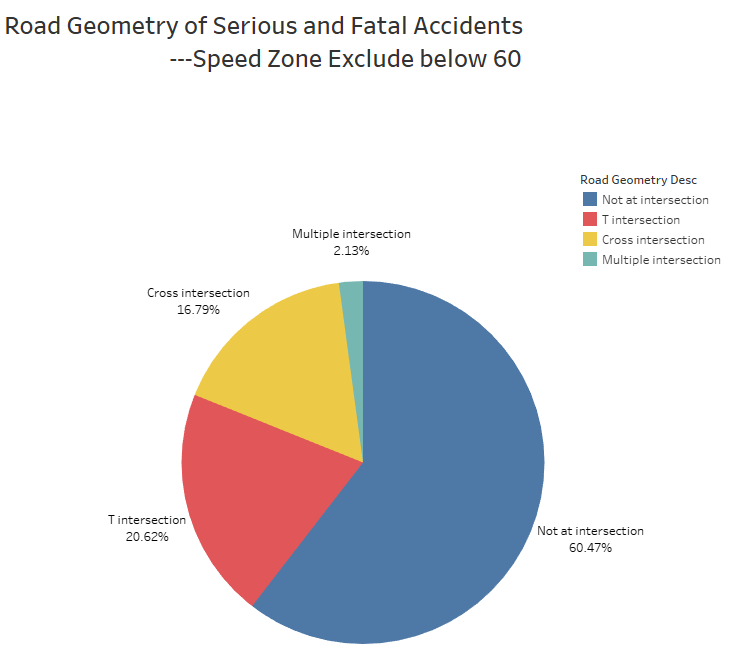 Road Geometry of Serious and Fatal Accidents
---Speed Zone Exclude below 60
Road Geometry Desc
Not at intersection
T intersection
Cross intersection
Multiple intersection
Multiple intersection
2.13%
Cross intersection
16.79%
T intersection
20.62%
Not at intersection
60.47%